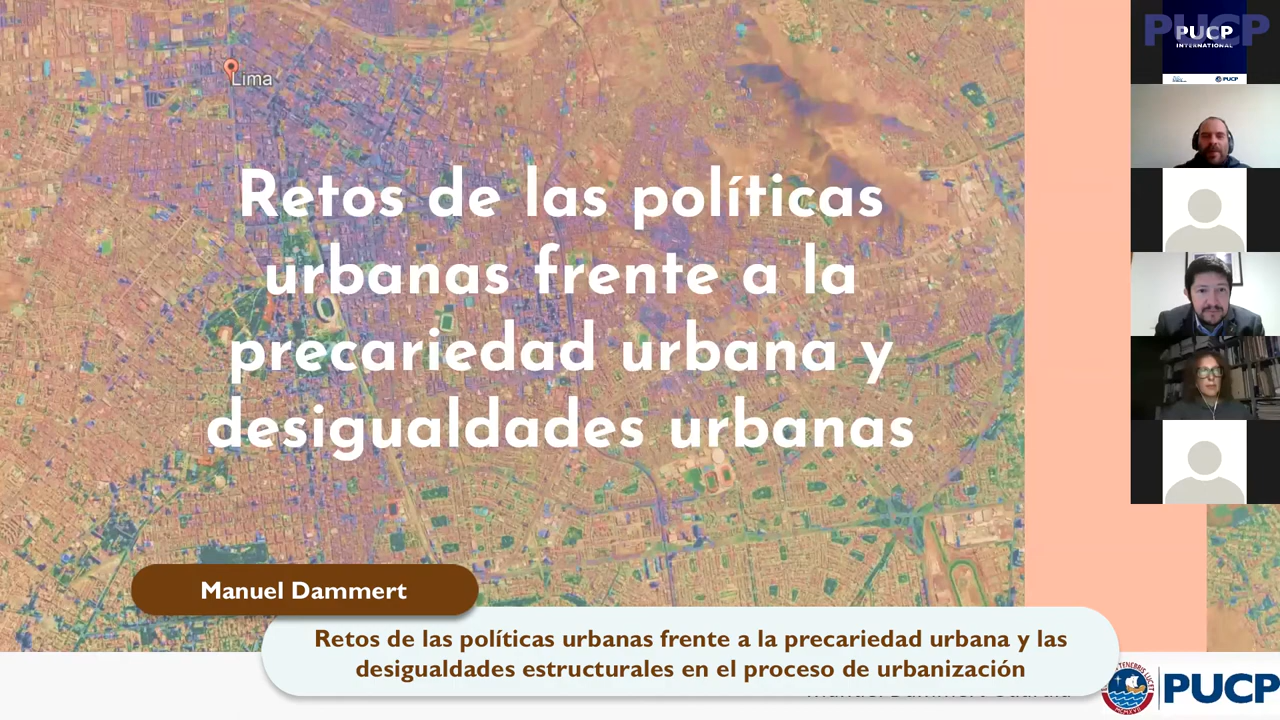 Lima
Retos de las políticas
urbanas frente a la
precariedad urbana y
desigualdades urbanas
Manuel Dammert
Retos de las políticas urbanas frente a la precariedad urbana y las
desigualdades estructurales en el proceso de urbanización
PUCP
PUCP
INTERNATIONAL
PUCP
PUCP